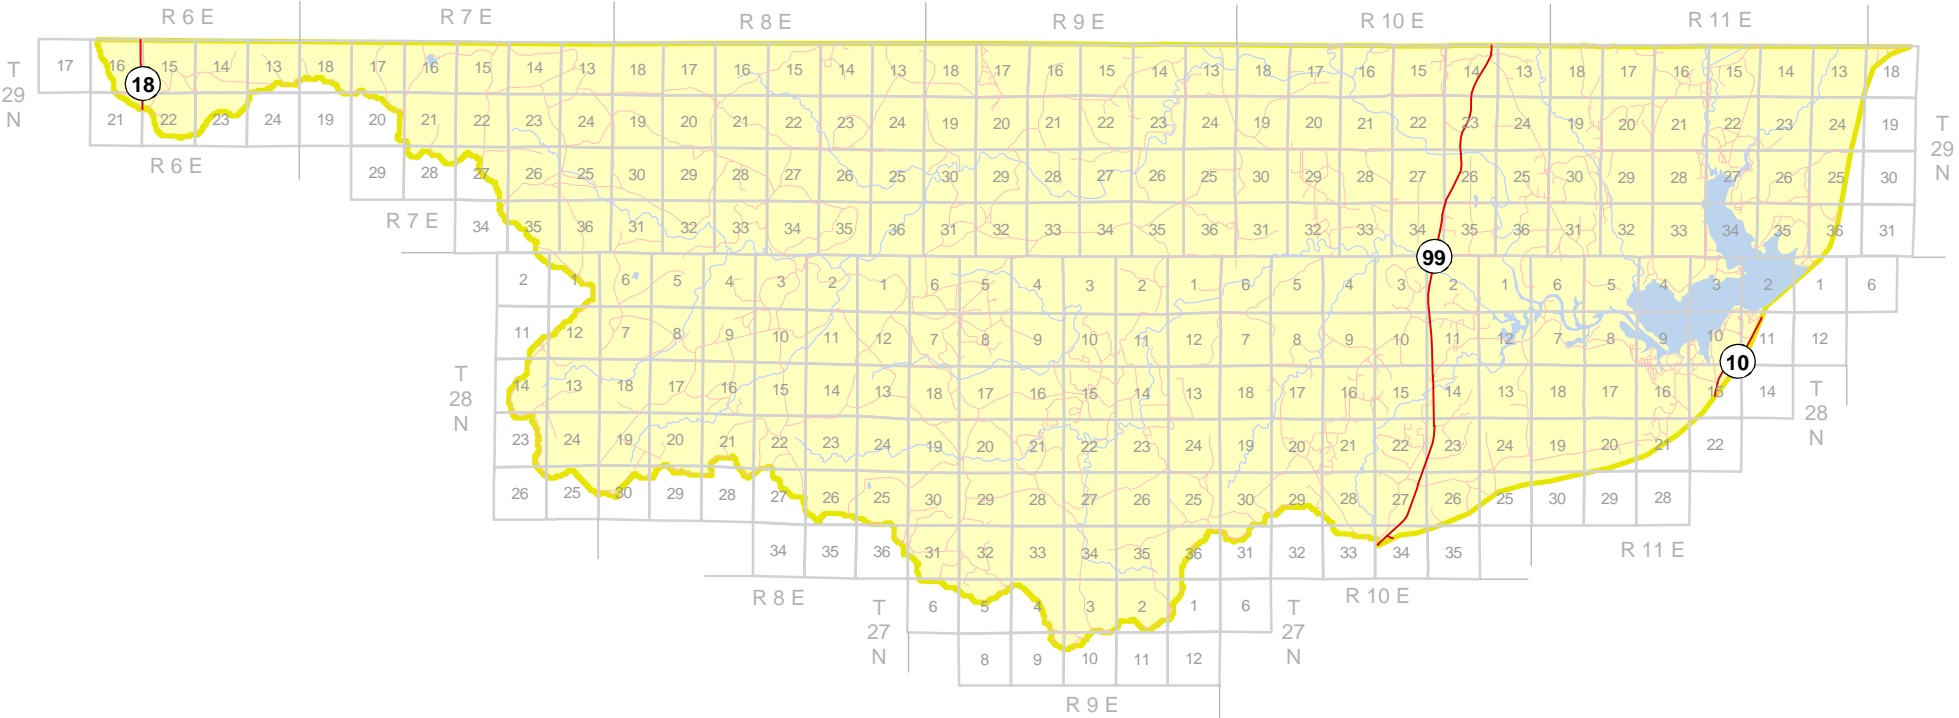 R 6 E R 7 E R 8 E R 9 E R 10 E R 11 E
T 29 N
17 16 15 14 13 18 17 16 15 14 13 18 17 16 15 14 13 18 17 16 15 14 13 18 17 16 15 14 13 18 17 16 15 14 13 18
18
21 22 23 24 19 20 21 22 23 24 19 20 21 22 23 24 19 20 21 22 23 24 19 20 21 22 23 24 19 20 21 22 23 24 19
T 29 N
R 6 E
29 28 27 26 25 30 29 28 27 26 25 30 29 28 27 26 25 30 29 28 27 26 25 30 29 28 27 26 25 30
R 7 E
34 35 36 31 32 33 34 35 36 31 32 33 34 35 36 31 32 33 34 35 36 31 32 33 34 35 36 31
99
2 1 6 5 4 3 2 1 6 5 4 3 2 1 6 5 4 3 2 1 6 5 4 3 2 1 6
11 12 7 8 9 10 11 12 7 8 9 10 11 12 7 8 9 10 11 12 7 8 9 10 11 12
10
T 28 N
14 13 18 17 16 15 14 13 18 17 16 15 14 13 18 17 16 15 14 13 18 17 16 15 14
T 28 N
23 24 19 20 21 22 23 24 19 20 21 22 23 24 19 20 21 22 23 24 19 20 21 22
26 25 30 29 28 27 26 25 30 29 28 27 26 25 30 29 28 27 26 25 30 29 28
34 35 36 31 32 33 34 35 36 31 32 33 34 35
R 11 E
R 8 E
R 10 E
T 27 N
6 5 4 3 2 1 6
T 27 N
8 9 10 11 12
R 9 E